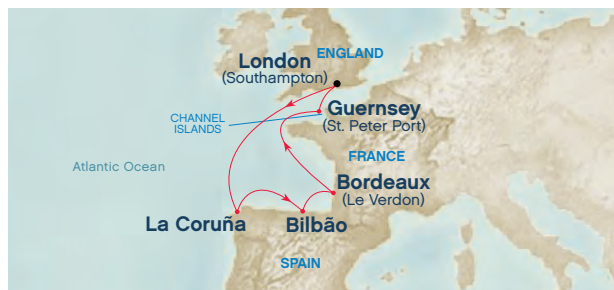 London
(Southampton)
ENGLAND
CHANNEL
ISLANDS
Guernsey
(St. Peter Port)
FRANCE
Atlantic Ocean
Bordeaux
(Le Verdon)
La Coruña
Bilbão
SPAIN